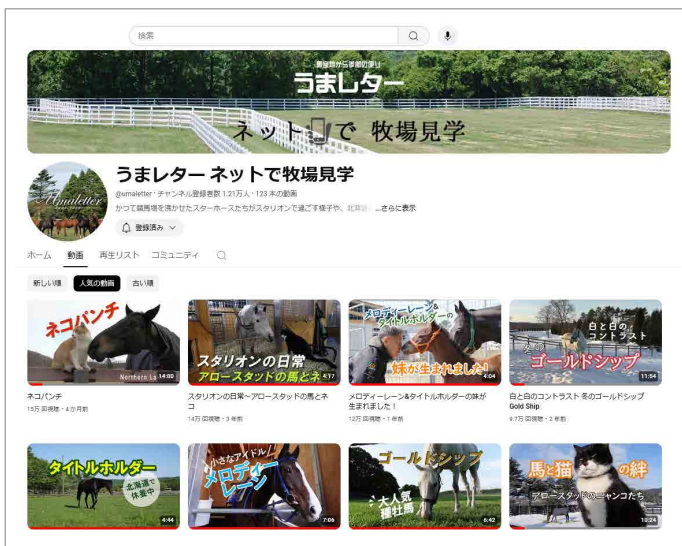 検索
馬産地から季節の便り
うまレター
ネットで 牧場見学
Umaletter
うまレター ネットで牧場見学
@umaletter・チャンネル登録者数 1.21万人・123 本の動画
かつて競馬場を沸かせたスターホースたちがスタリオンで過ごす様子や、北海道 ...さらに表示
登録済み
ホーム 動画 再生リスト コミュニティ
新しい順 人気の動画 古い順
ネコパンチ
Northern La
14:09
スタリオンの日常
アロースタッドの馬とネコ
4:17
メロディーレーン&
タイトルホルダーの
妹が生まれました!
4:04
白と白の
コントラスト
冬の
ゴールドシップ
11:54
ネコパンチ
15万 回視聴・4 か月前
スタリオンの日常〜アロースタッドの馬とネコ
14万 回視聴・3 年前
メロディーレーン&タイトルホルダーの妹が
生まれました!
12万 回視聴・1 年前
白と白のコントラスト 冬のゴールドシップ
Gold Ship
9.7万 回視聴・2 年前
タイトルホルダー
北海道で
休養中
4:44
小さなアイドル
メロディー
レーン
7:06
ゴールドシップ
大人気
種牡馬
6:42
馬と猫の絆
アロースタッドのニャンコたち
10:24